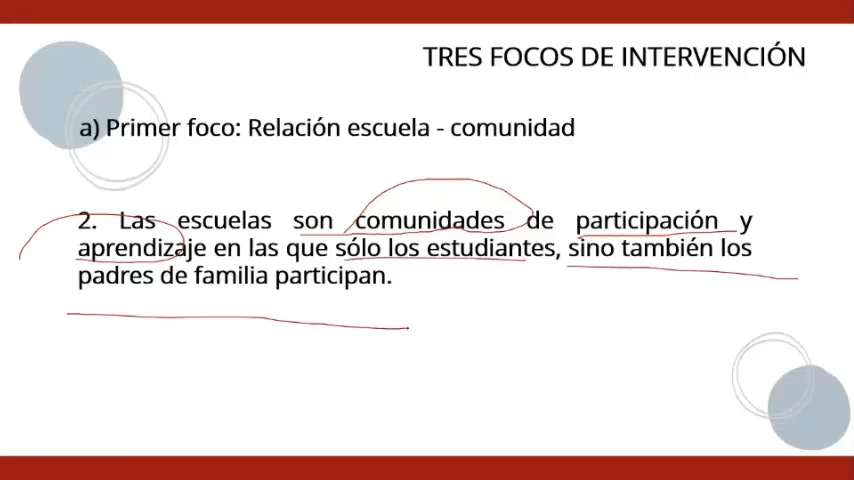 TRES FOCOS DE INTERVENCIÓN
a) Primer foco: Relación escuela - comunidad
2. Las escuelas son comunidades de participación y
aprendizaje en las que sólo los estudiantes, sino también los
padres de familia participan.